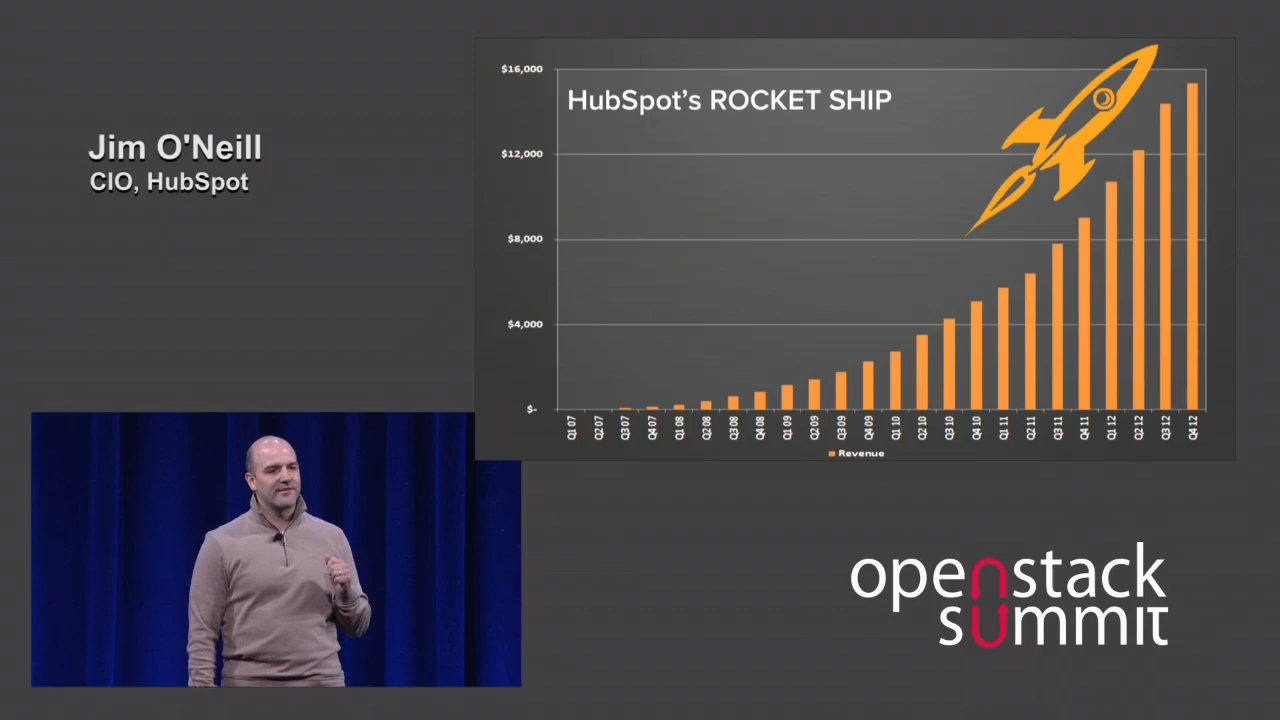 Jim O'Neill
CIO, HubSpot
HubSpot's ROCKET SHIP
$16,000
$12,000
$8,000
$4,000
$-
Q1 07 Q2 07 Q3 07 Q4 07 Q1 08 Q2 08 Q3 08 Q4 08 Q1 09 Q2 09 Q3 09 Q4 09 Q1 10 Q2 10 Q3 10 Q4 10 Q1 11 Q2 11 Q3 11 Q4 11 Q1 12 Q2 12 Q3 12 Q4 12
Revenue
openstack
summit